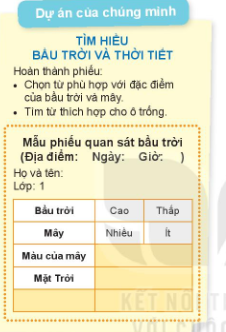 Dự án của chúng mình
TÌM HIỂU
BẦU TRỜI VÀ THỜI TIẾT
Hoàn thành phiếu:
• Chọn từ phù hợp với đặc điểm
của bầu trời và mây.
• Tìm từ thích hợp cho ô trống.
Mẫu phiếu quan sát bầu trời
(Địa điểm: Ngày: Giờ: )
Họ và tên:
Lớp: 1
Bầu trời Cao Thấp
Mây Nhiều Ít
Màu của mây
Mặt Trời
KẾT NỐI TRI